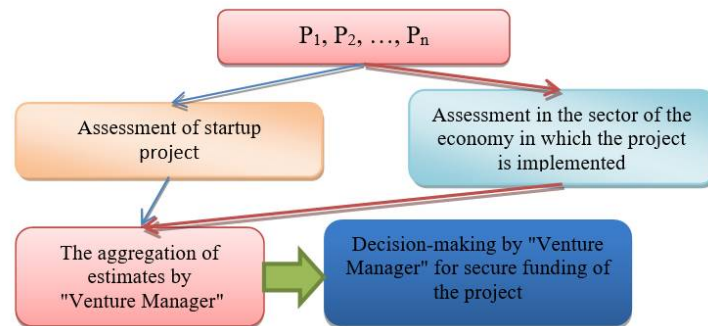 P₁, P₂, …, Pₙ
Assessment of startup
project
Assessment in the sector of the
economy in which the project
is implemented
The aggregation of
estimates by
"Venture Manager"
Decision-making by "Venture
Manager" for secure funding of
the project